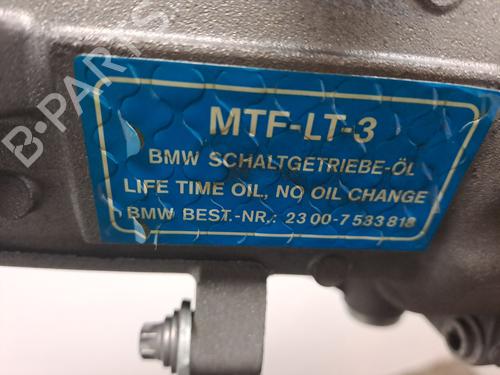 B-PARTS
MTF-LT-3
BMW SCHALTGETRIEBE-ÖL
LIFE TIME OIL, NO OIL CHANGE
BMW BEST.-NR.: 23 00-7 533 818